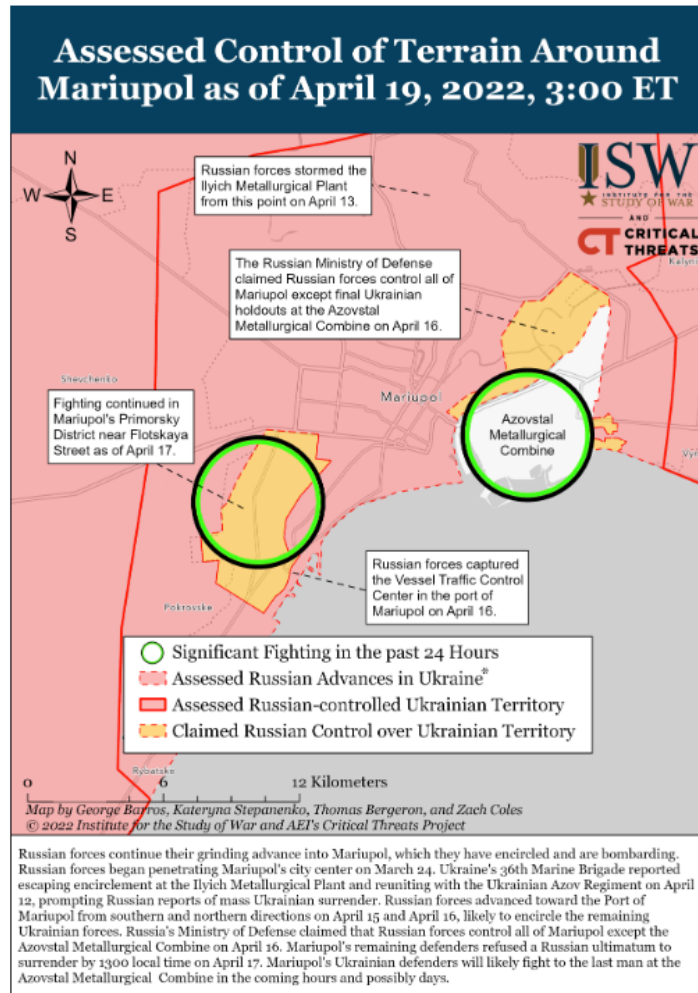 Assessed Control of Terrain Around
Mariupol as of April 19, 2022, 3:00 ET
N
W E
S
Russian forces stormed the
Ilyich Metallurgical Plant
from this point on April 13.
ISW
INSTITUTE FOR THE
STUDY OF WAR
AND
CT CRITICAL
THREATS
Kalyni
The Russian Ministry of Defense
claimed Russian forces control all of
Mariupol except final Ukrainian
holdouts at the Azovstal
Metallurgical Combine on April 16.
Shevchenko
Mariupol
Fighting continued in
Mariupol's Primorsky
District near Flotskaya
Street as of April 17.
Azovstal
Metallurgical
Combine
Vyn
Russian forces captured
the Vessel Traffic Control
Center in the port of
Mariupol on April 16.
Pokrovske
Significant Fighting in the past 24 Hours
Assessed Russian Advances in Ukraine*
Assessed Russian-controlled Ukrainian Territory
Claimed Russian Control over Ukrainian Territory
Rybatske
0 6 12 Kilometers
Map by George Barros, Kateryna Stepanenko, Thomas Bergeron, and Zach Coles
© 2022 Institute for the Study of War and AEI's Critical Threats Project
Russian forces continue their grinding advance into Mariupol, which they have encircled and are bombarding.
Russian forces began penetrating Mariupol's city center on March 24. Ukraine's 36th Marine Brigade reported
escaping encirclement at the Ilyich Metallurgical Plant and reuniting with the Ukrainian Azov Regiment on April
12, prompting Russian reports of mass Ukrainian surrender. Russian forces advanced toward the Port of
Mariupol from southern and northern directions on April 15 and April 16, likely to encircle the remaining
Ukrainian forces. Russia's Ministry of Defense claimed that Russian forces control all of Mariupol except the
Azovstal Metallurgical Combine on April 16. Mariupol's remaining defenders refused a Russian ultimatum to
surrender by 1300 local time on April 17. Mariupol's Ukrainian defenders will likely fight to the last man at the
Azovstal Metallurgical Combine in the coming hours and possibly days.